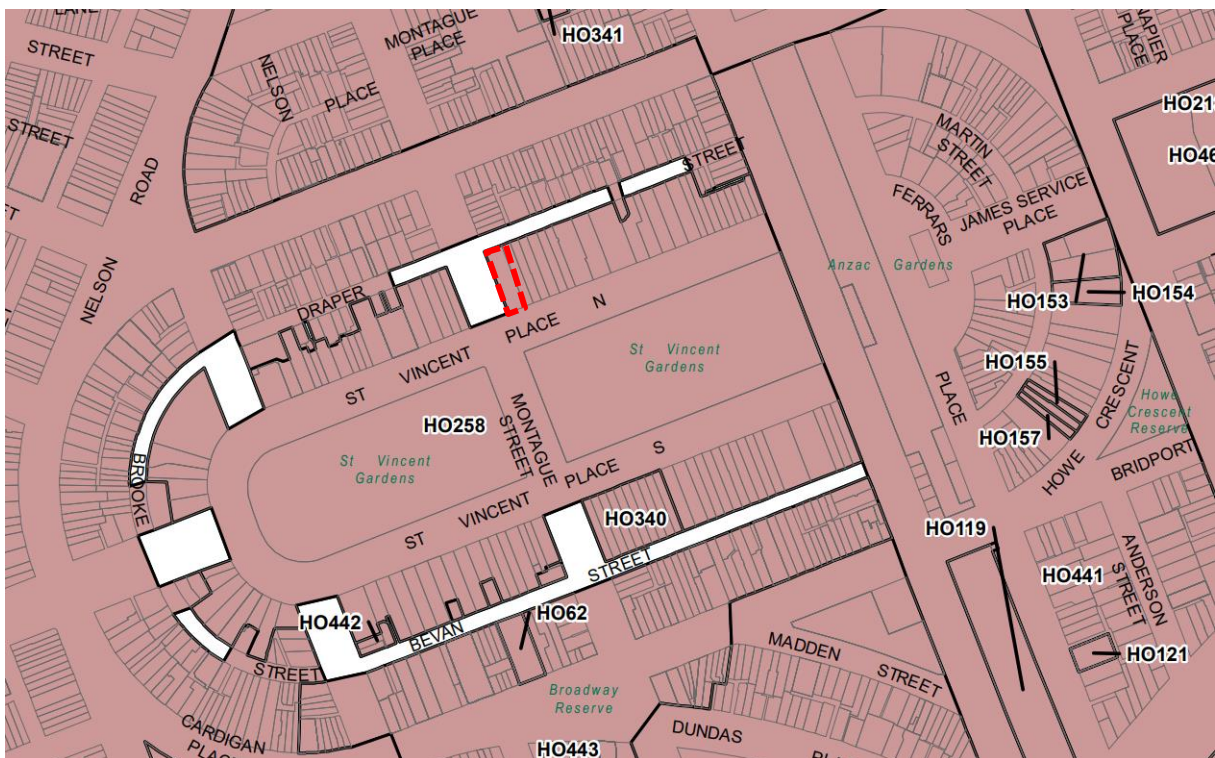 LANE
STREET
MONTAGUE
PLACE
HO341
NAPIER
PLACE
NELSON
PLACE
STREET
ROAD
MARTIN
STREET
FERRARS
JAMES SERVICE
PLACE
STREET
NELSON
DRAPER
Anzac Gardens
HO153
HO154
ST VINCENT PLACE N
St Vincent
Gardens
HO155
HO157
PLACE
HOWE CRESCENT
Howe
Crescent
Reserve
BRIDPORT
HO258
MONTAGUE
STREET
St Vincent
Gardens
ST VINCENT PLACE S
BROOKE
HO340
HO119
HO441
ANDERSON
STREET
STREET
HO442
BEVAN
HO62
HO121
STREET
MADDEN STREET
Broadway
Reserve
CARDIGAN
DUNDAS
HO443